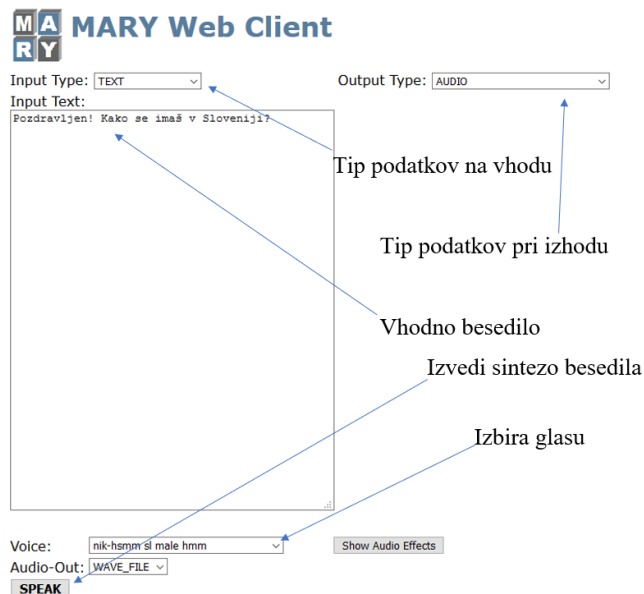 MARY MARY Web Client
Input Type: TEXT Output Type: AUDIO
Input Text:
Pozdravljen! Kako se imaš v Sloveniji?
Tip podatkov na vhodu
Tip podatkov pri izhodu
Vhodno besedilo
Izvedi sintezo besedila
Izbira glasu
Voice: nik-hsmm sl male hmm Show Audio Effects
Audio-Out: WAVE_FILE
SPEAK